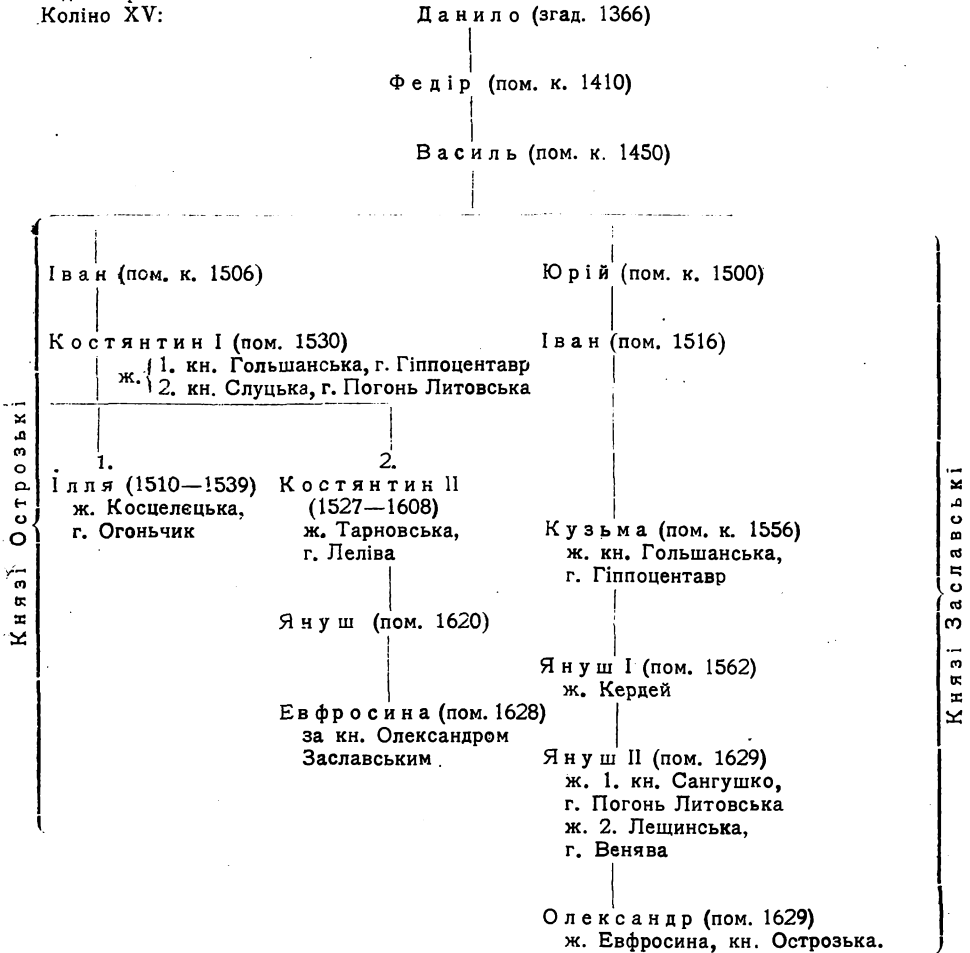 Коліно XV:
Данило (згад. 1366)
Федір (пом. к. 1410)
Василь (пом. к. 1450)
Князі Острозькі
Іван (пом. к. 1506)
Костянтин I (пом. 1530)
ж. 1. кн. Гольшанська, г. Гіппоцентавр
2. кн. Слуцька, г. Погонь Литовська
1.
Ілля (1510—1539)
ж. Косцелецька,
г. Огоньчик
2.
Костянтин II
(1527—1608)
ж. Тарновська,
г. Леліва
Януш (пом. 1620)
Евфросина (пом. 1628)
за кн. Олександром
Заславським.
Юрій (пом. к. 1500)
Іван (пом. 1516)
Кузьма (пом. к. 1556)
ж. кн. Гольшанська,
г. Гіппоцентавр
Януш I (пом. 1562)
ж. Кердей
Януш II (пом. 1629)
ж. 1. кн. Сангушко,
г. Погонь Литовська
ж. 2. Лещинська,
г. Венява
Олександр (пом. 1629)
ж. Евфросина, кн. Острозька.
Князі Заславські